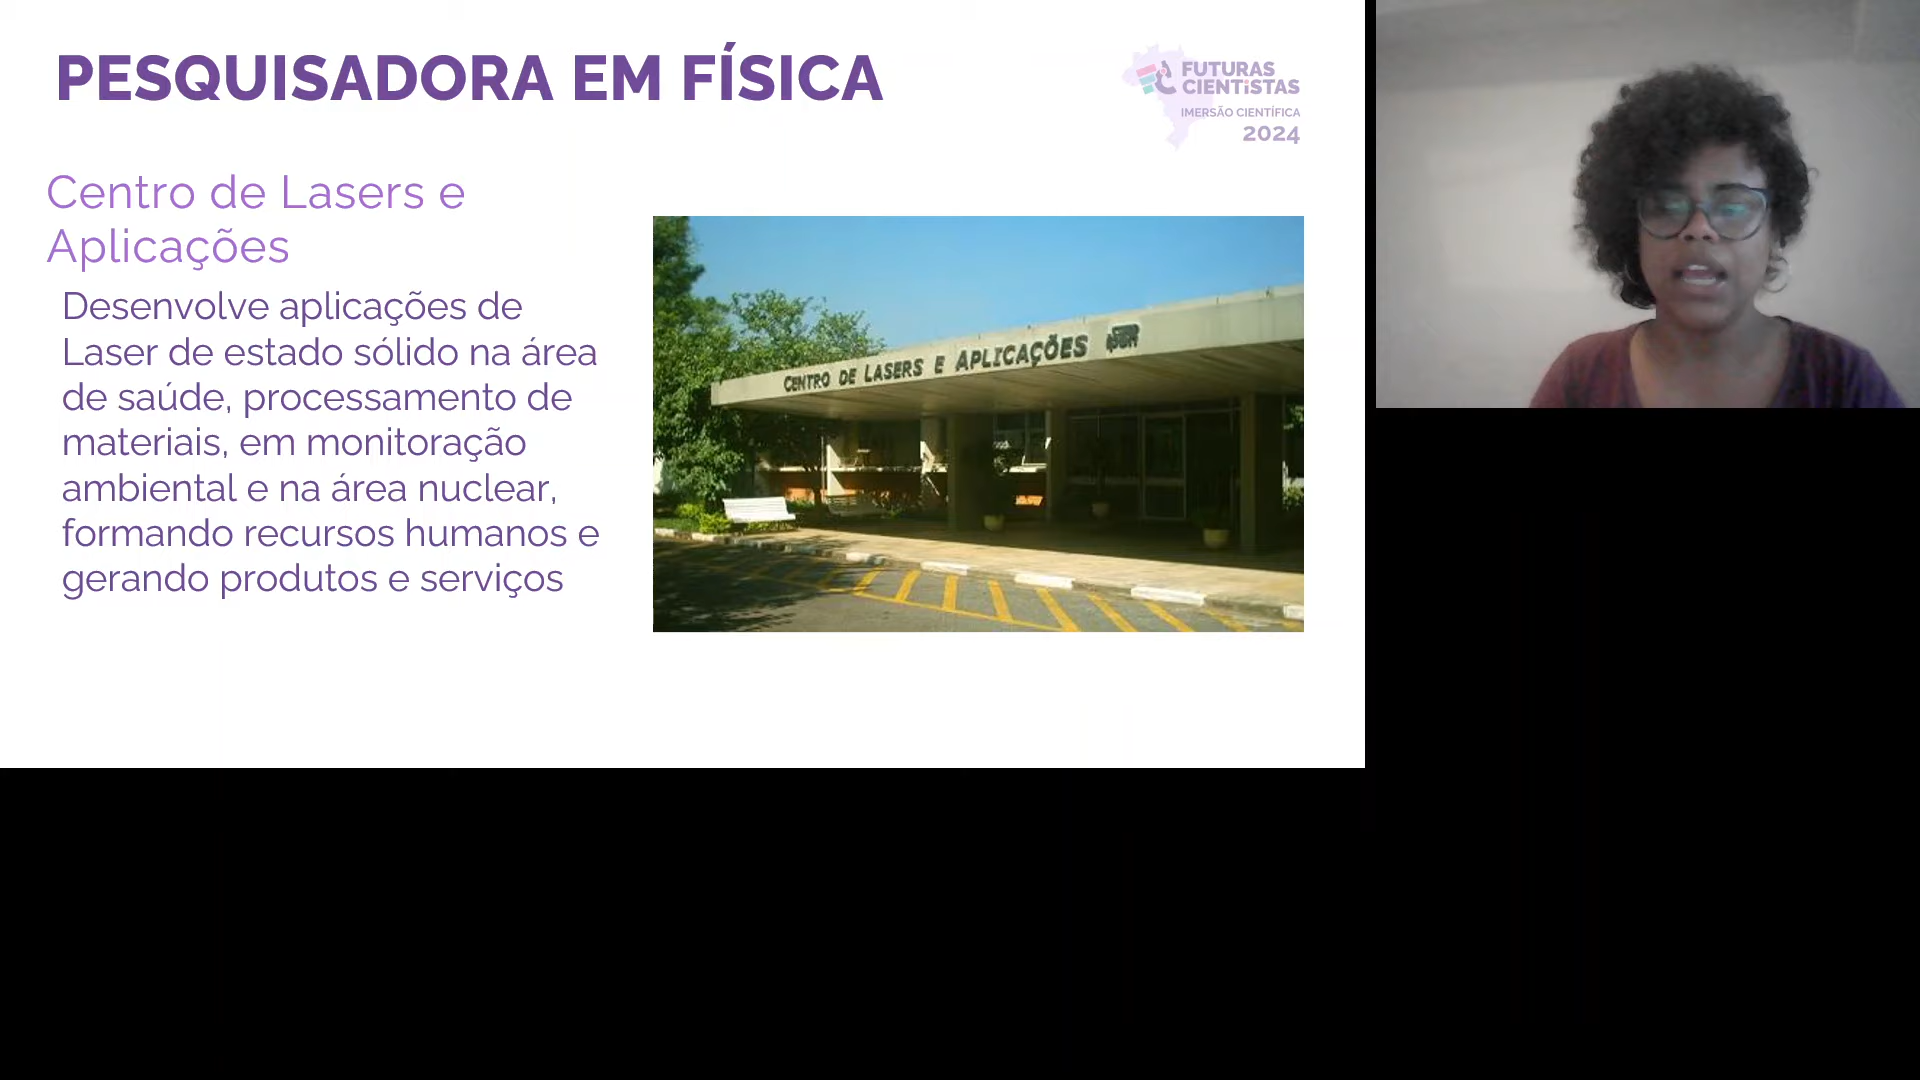 PESQUISADORA EM FÍSICA
FUTURAS
CIENTiSTAS
IMERSÃO CIENTÍFICA
2024
Centro de Lasers e
Aplicações
Desenvolve aplicações de
Laser de estado sólido na área
de saúde, processamento de
materiais, em monitoração
ambiental e na área nuclear,
formando recursos humanos e
gerando produtos e serviços
CENTRO DE LASERS E APLICAÇÕES